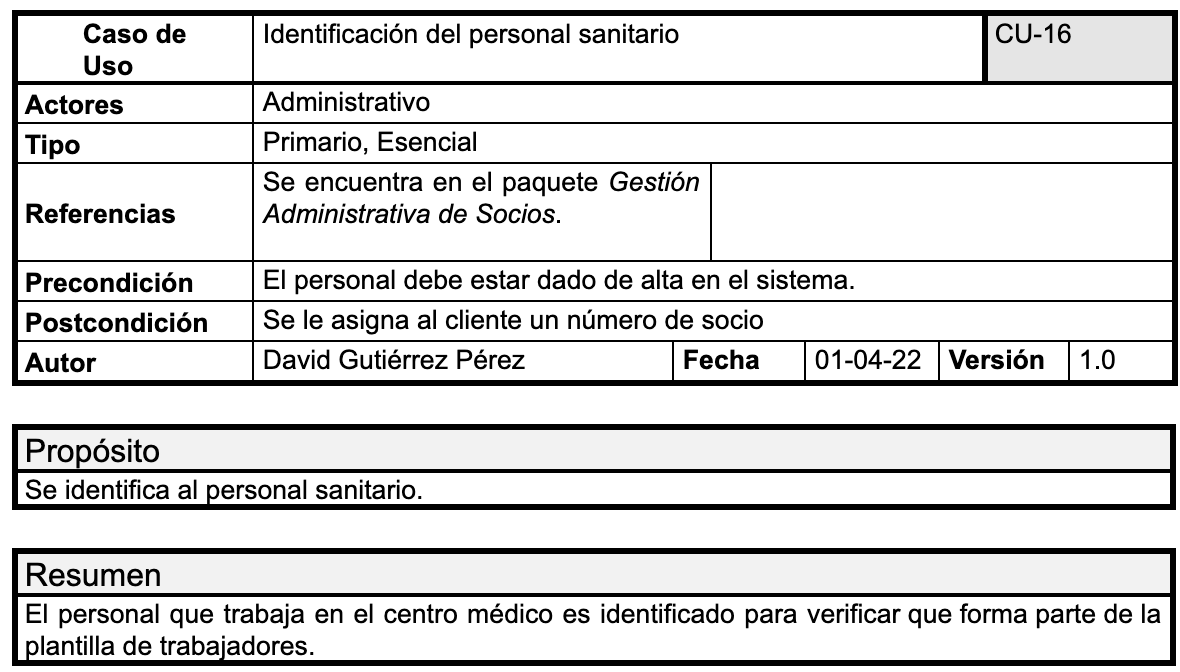 Caso de
Uso
Identificación del personal sanitario
CU-16
Actores
Administrativo
Tipo
Primario, Esencial
Referencias
Se encuentra en el paquete Gestión
Administrativa de Socios.
Precondición
El personal debe estar dado de alta en el sistema.
Postcondición
Se le asigna al cliente un número de socio
Autor
David Gutiérrez Pérez
Fecha
01-04-22
Versión
1.0
Propósito
Se identifica al personal sanitario.
Resumen
El personal que trabaja en el centro médico es identificado para verificar que forma parte de la
plantilla de trabajadores.